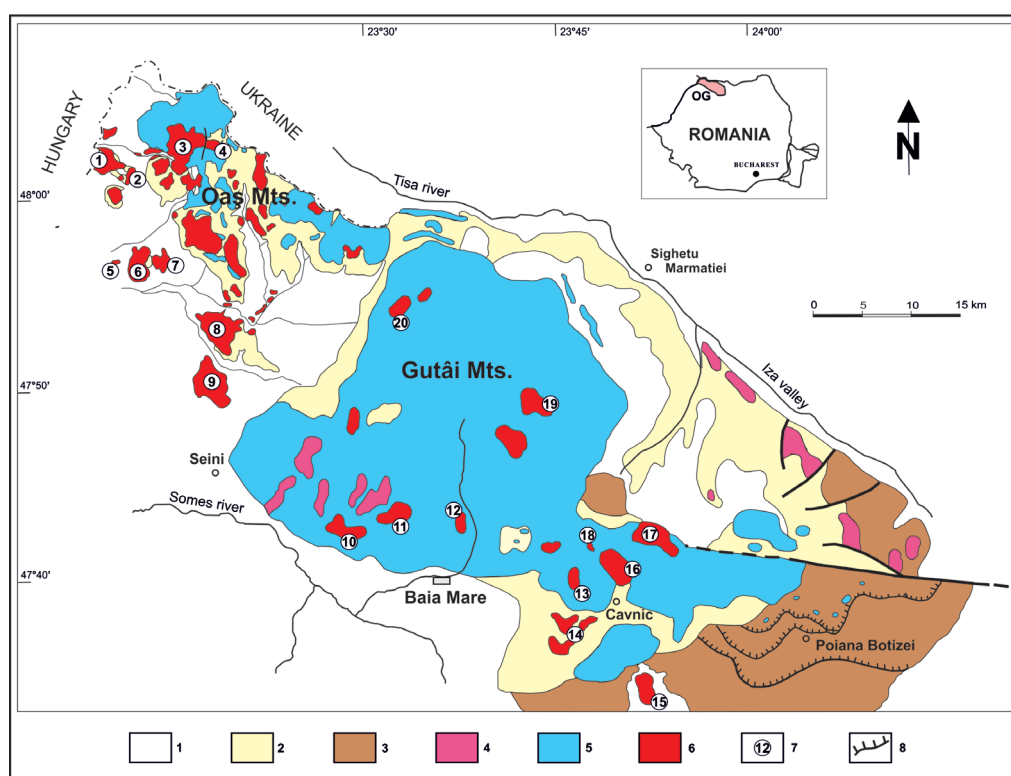 23°30'
23°45'
24°00'
HUNGARY
UKRAINE
OG
ROMANIA
BUCHAREST
N
1
2
3
4
48°00'
Oaş Mts.
Tisa river
Sighetu
Marmatiei
5
6
7
0
5
10
15 km
8
20
9
47°50'
Gutâi Mts.
19
Iza valley
Seini
Somes river
10
11
12
18
17
16
13
47°40'
Baia Mare
Cavnic
14
Poiana Botizei
15
1
2
3
4
5
6
12
7
8